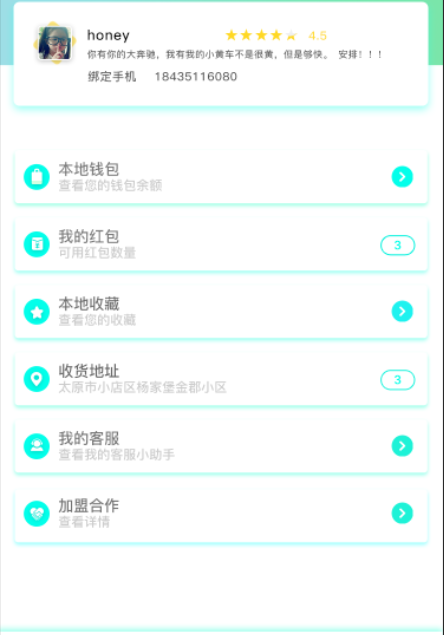 honey
4.5
你有你的大奔驰，我有我的小黄车不是很黄，但是够快。 安排！！！
绑定手机 18435116080
本地钱包
查看您的钱包余额
我的红包
可用红包数量
3
本地收藏
查看您的收藏
收货地址
太原市小店区杨家堡金郡小区
3
我的客服
查看我的客服小助手
加盟合作
查看详情